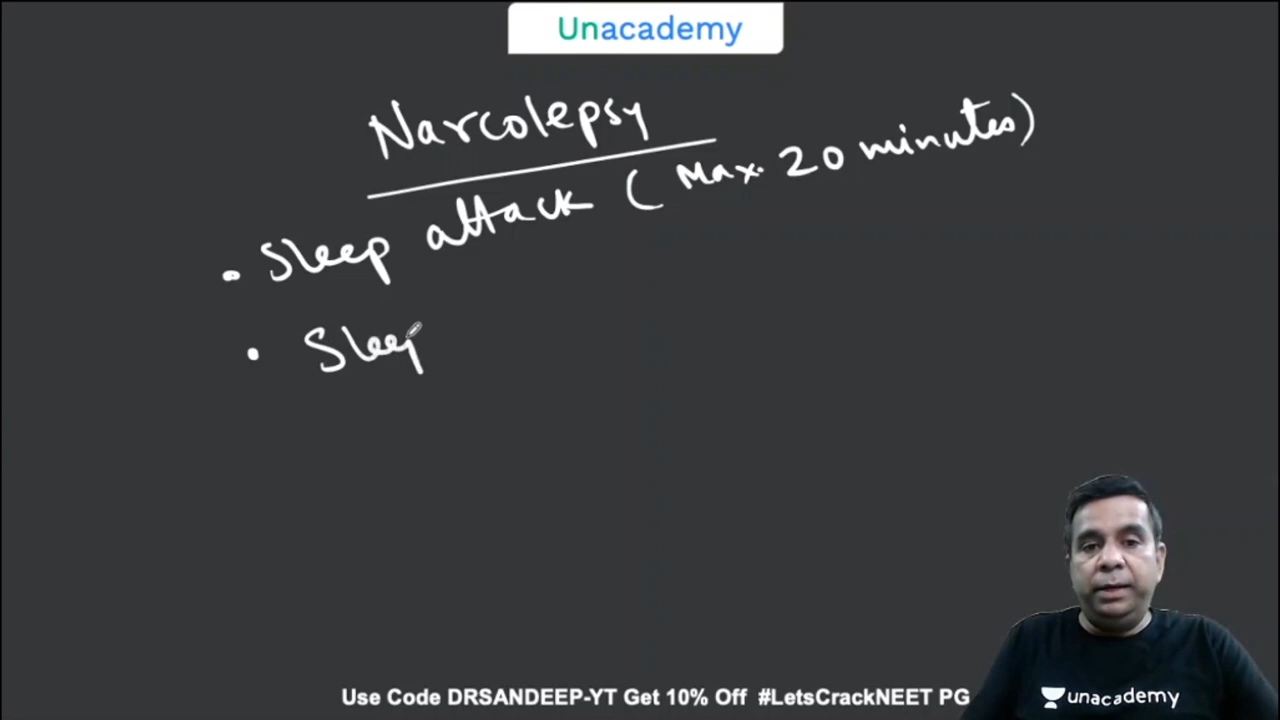 Unacademy
Narcolepsy
• Sleep attack (Max. 20 minutes)
• Sleep
Use Code DRSANDEEP-YT Get 10% Off #LetsCrackNEET PG
unacademy